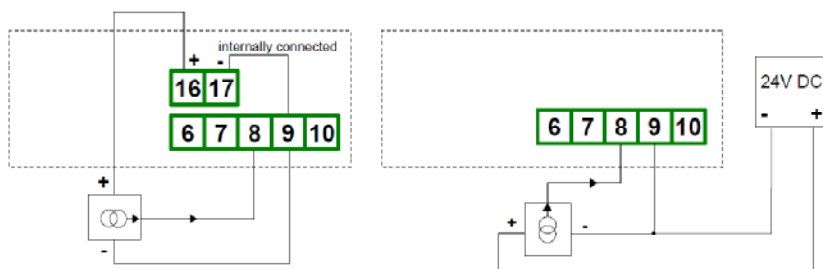 internally connected
+ -
16 17
6 7 8 9 10
+
-
6 7 8 9 10
+ -
24V DC
- +